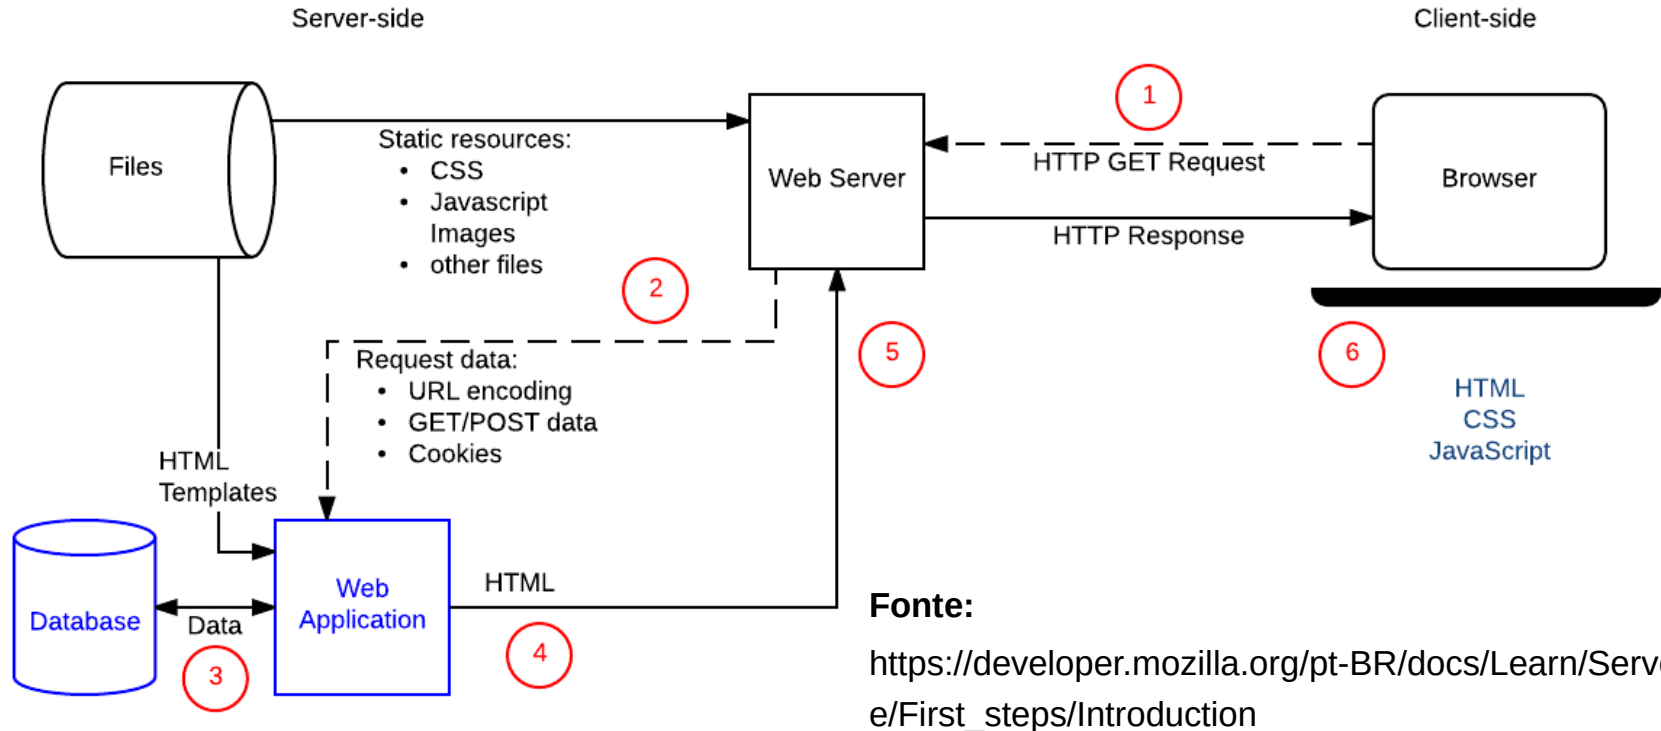 Server-side
Client-side
Files
Static resources:
• CSS
• Javascript
Images
• other files
Web Server
1
HTTP GET Request
HTTP Response
Browser
2
Request data:
• URL encoding
• GET/POST data
• Cookies
5
6
HTML
CSS
JavaScript
HTML
Templates
Database
Data
3
Web
Application
HTML
4
Fonte:
https://developer.mozilla.org/pt-BR/docs/Learn/Serv
e/First_steps/Introduction